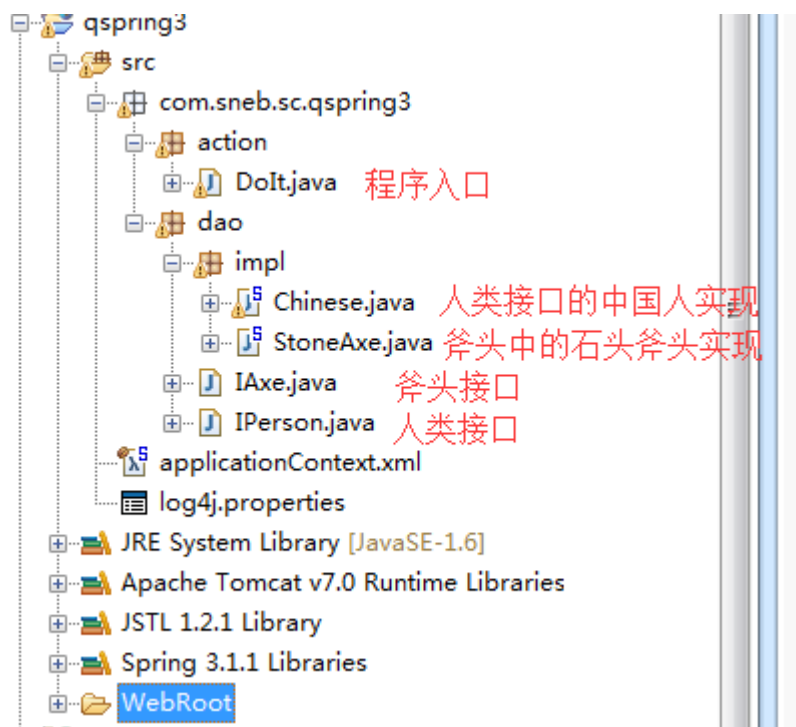 qspring3
src
com.sneb.sc.qspring3
action
DoIt.java 程序入口
dao
impl
Chinese.java 人类接口的中国人实现
StoneAxe.java 斧头中的石头斧头实现
IAxe.java 斧头接口
IPerson.java 人类接口
applicationContext.xml
log4j.properties
JRE System Library [JavaSE-1.6]
Apache Tomcat v7.0 Runtime Libraries
JSTL 1.2.1 Library
Spring 3.1.1 Libraries
WebRoot